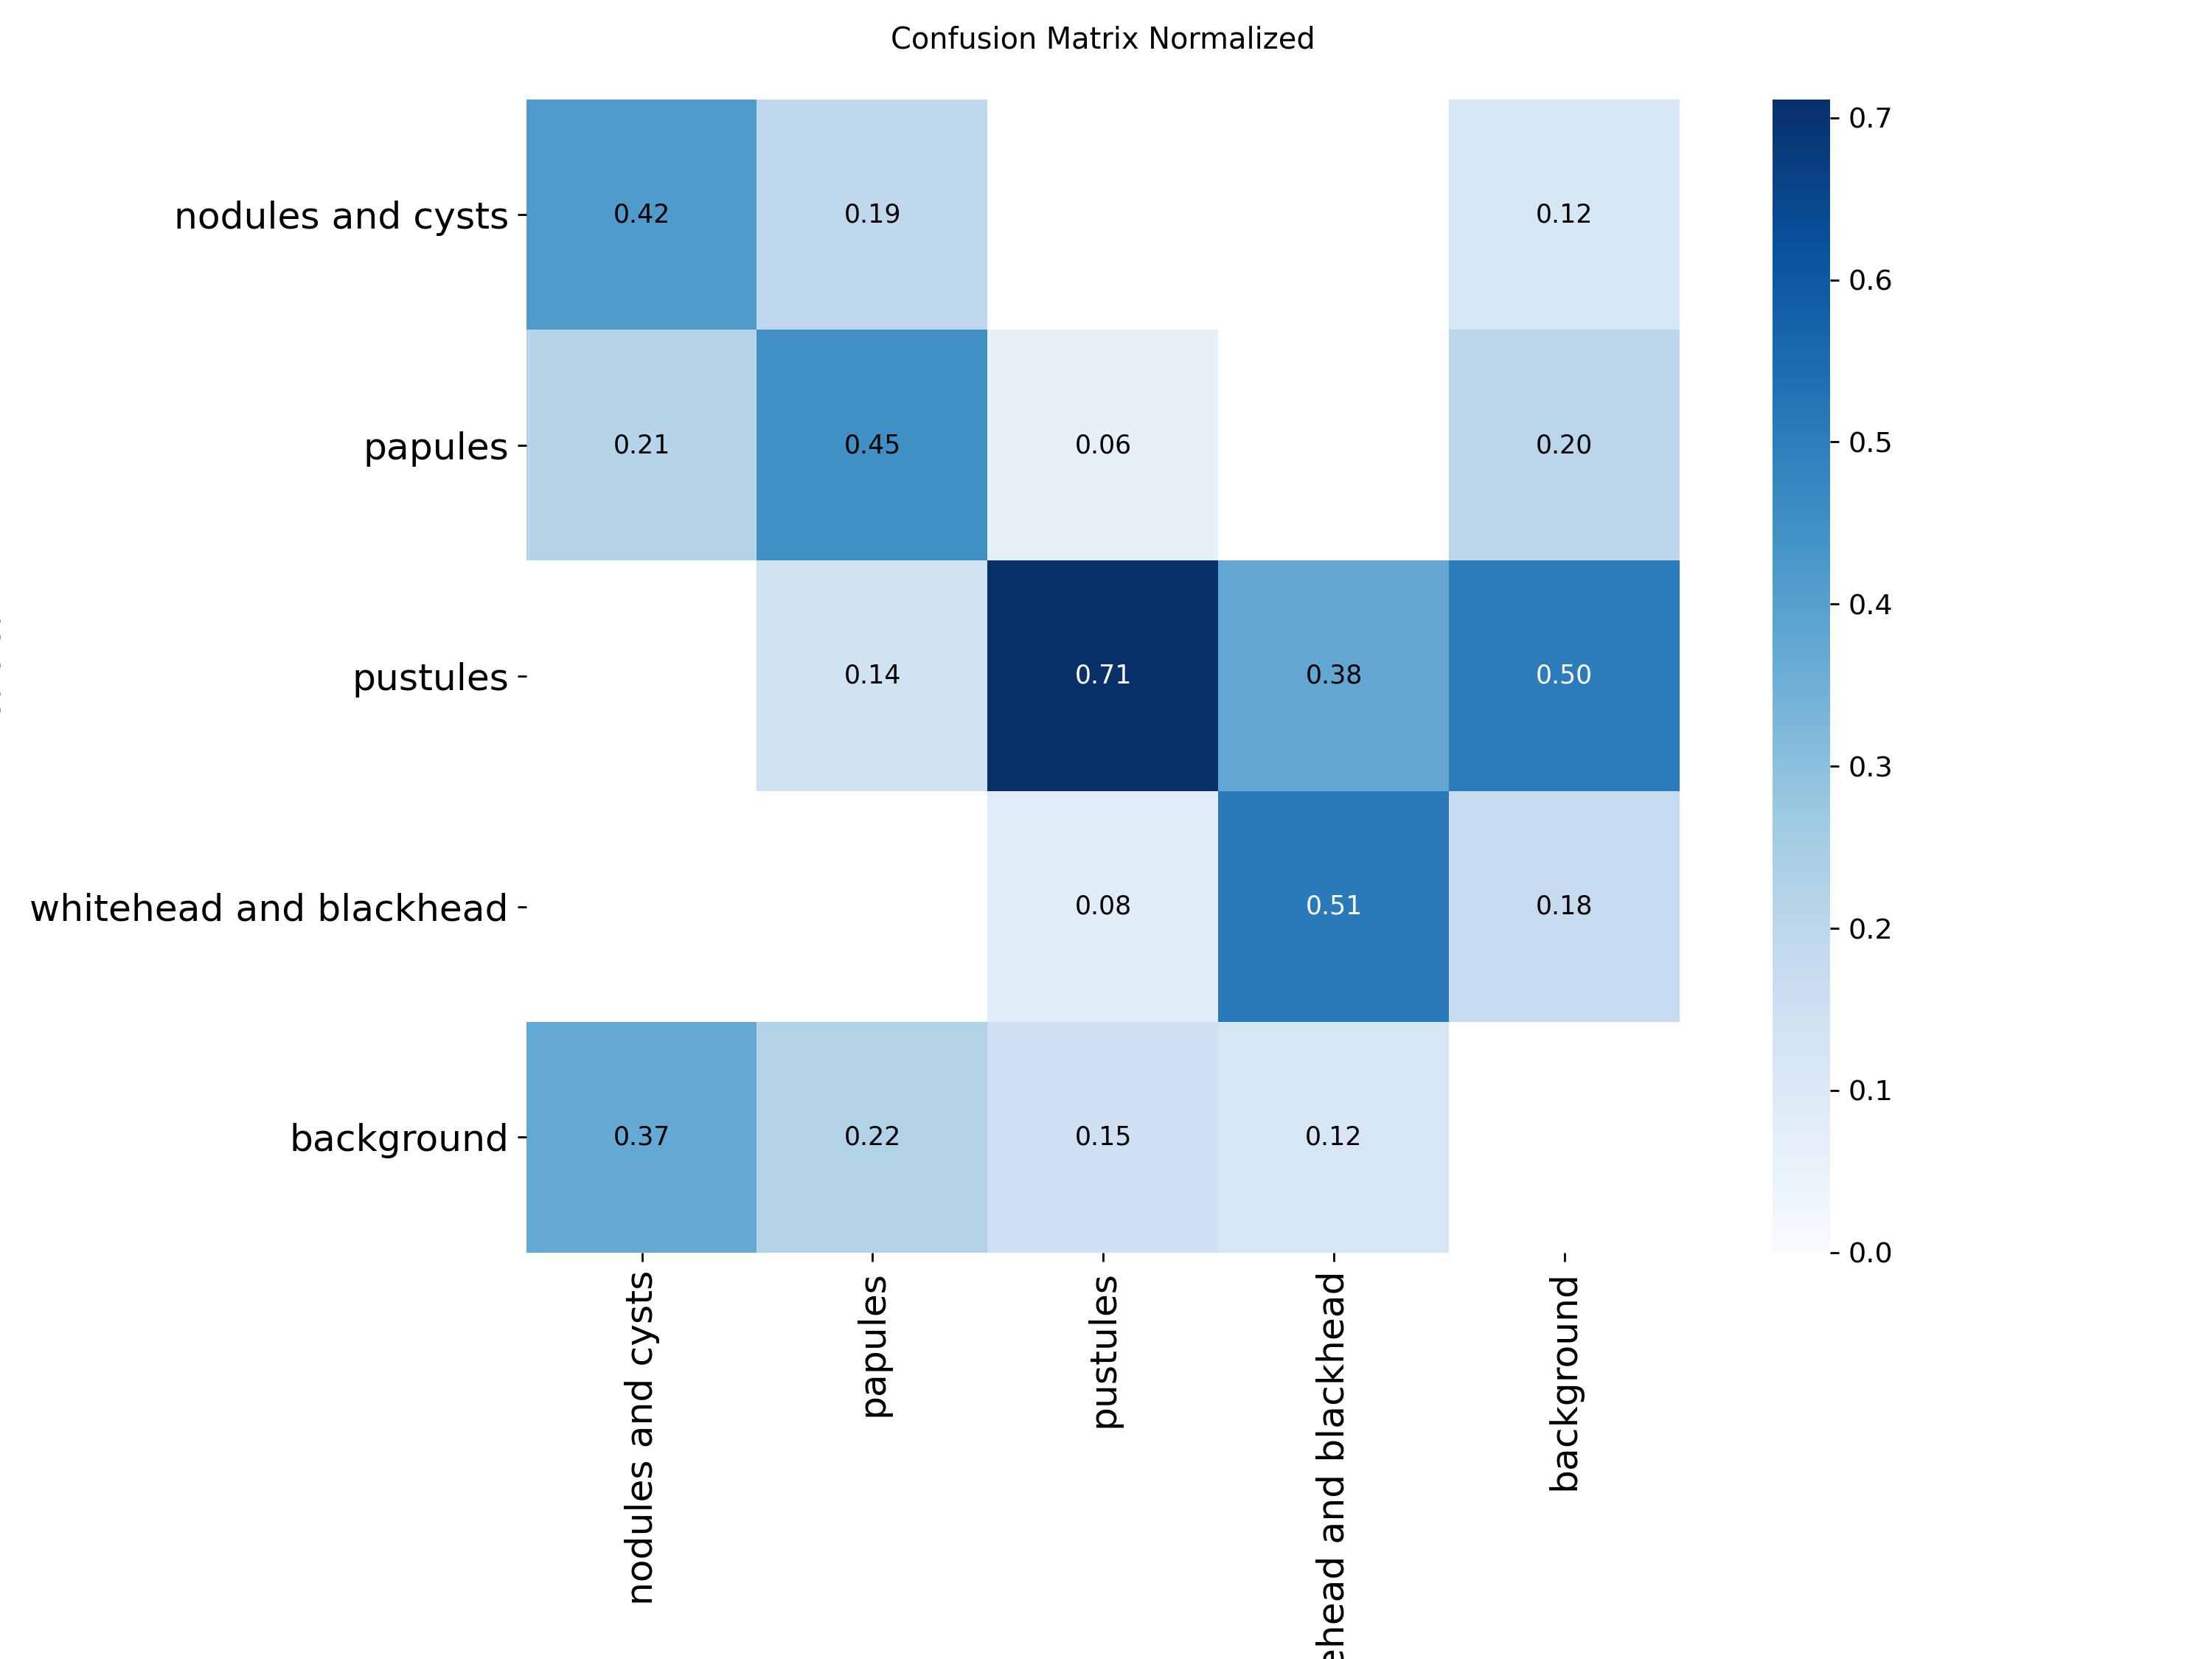 Confusion Matrix Normalized
nodules and cysts 0.42 0.19 0.12
papules 0.21 0.45 0.06 0.20
pustules 0.14 0.71 0.38 0.50
whitehead and blackhead 0.08 0.51 0.18
background 0.37 0.22 0.15 0.12
nodules and cysts
papules
pustules
ehead and blackhead
background
0.7
0.6
0.5
0.4
0.3
0.2
0.1
0.0